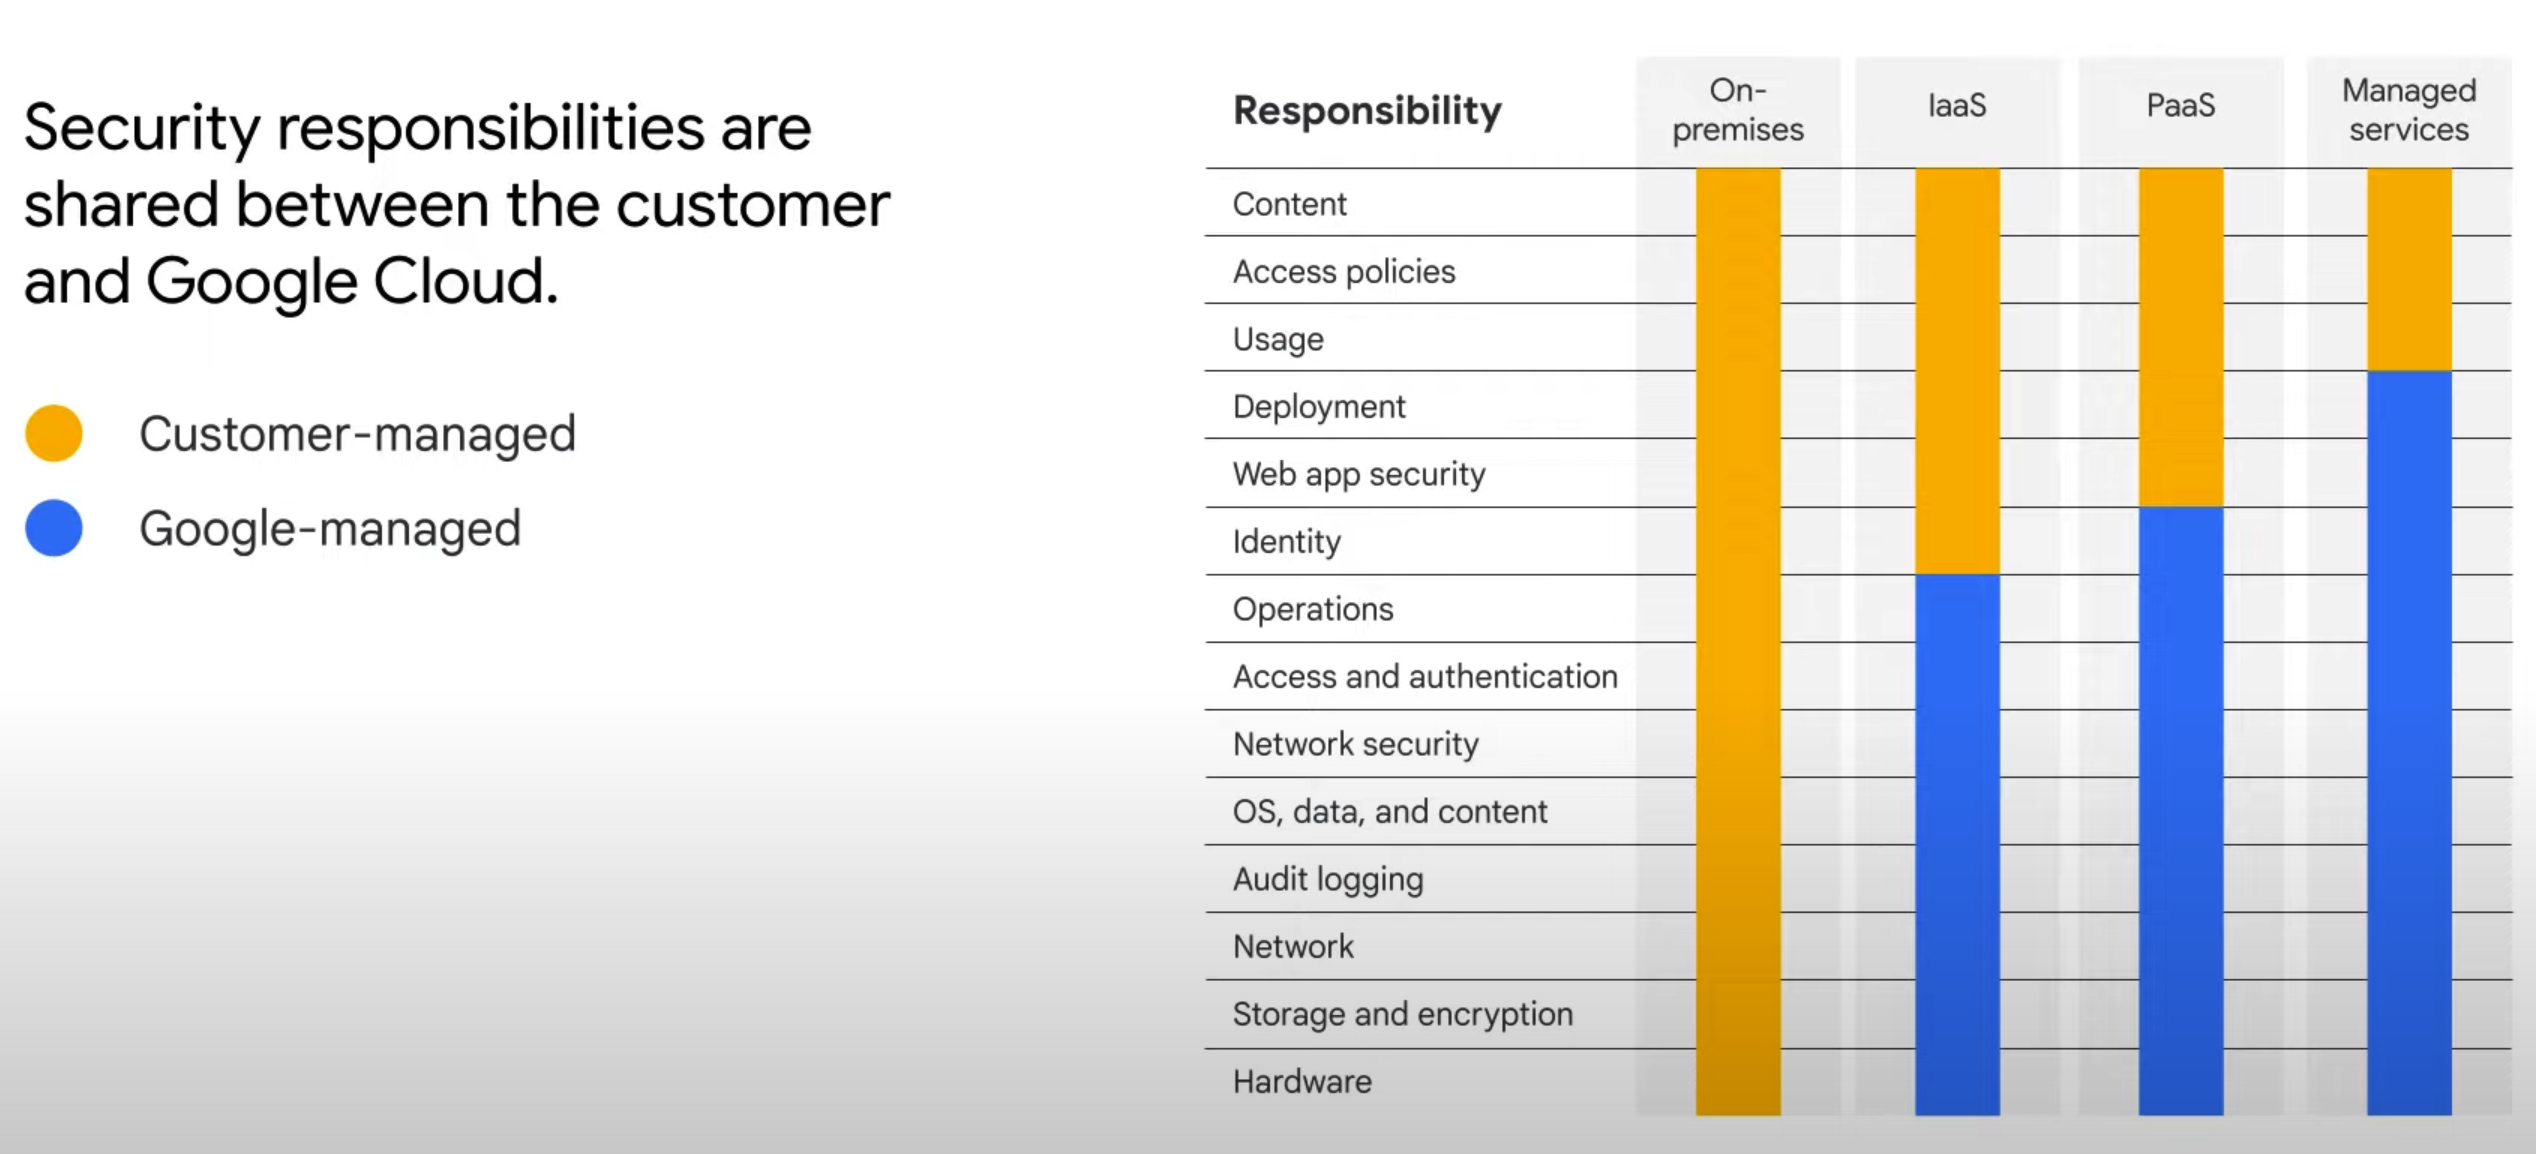 Security responsibilities are
shared between the customer
and Google Cloud.
Customer-managed
Google-managed
Responsibility
On-
premises
IaaS
PaaS
Managed
services
Content
Access policies
Usage
Deployment
Web app security
Identity
Operations
Access and authentication
Network security
OS, data, and content
Audit logging
Network
Storage and encryption
Hardware